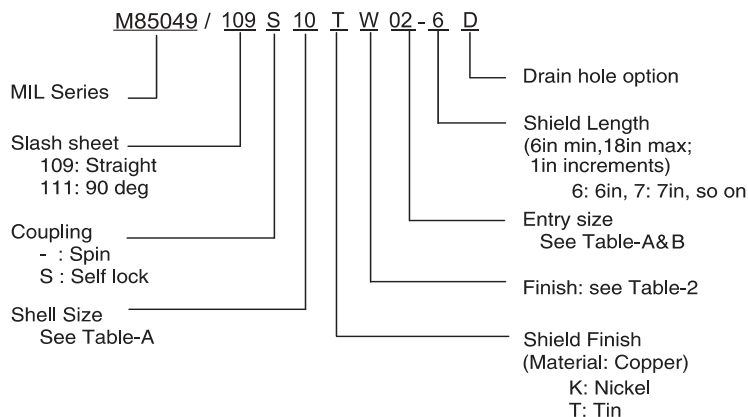 M85049 / 109 S 10 T W 02 - 6 D
MIL Series
Slash sheet
109: Straight
111: 90 deg
Coupling
- : Spin
S : Self lock
Shell Size
See Table-A
Drain hole option
Shield Length
(6in min,18in max;
1in increments)
6: 6in, 7: 7in, so on
Entry size
See Table-A&B
Finish: see Table-2
Shield Finish
(Material: Copper)
K: Nickel
T: Tin